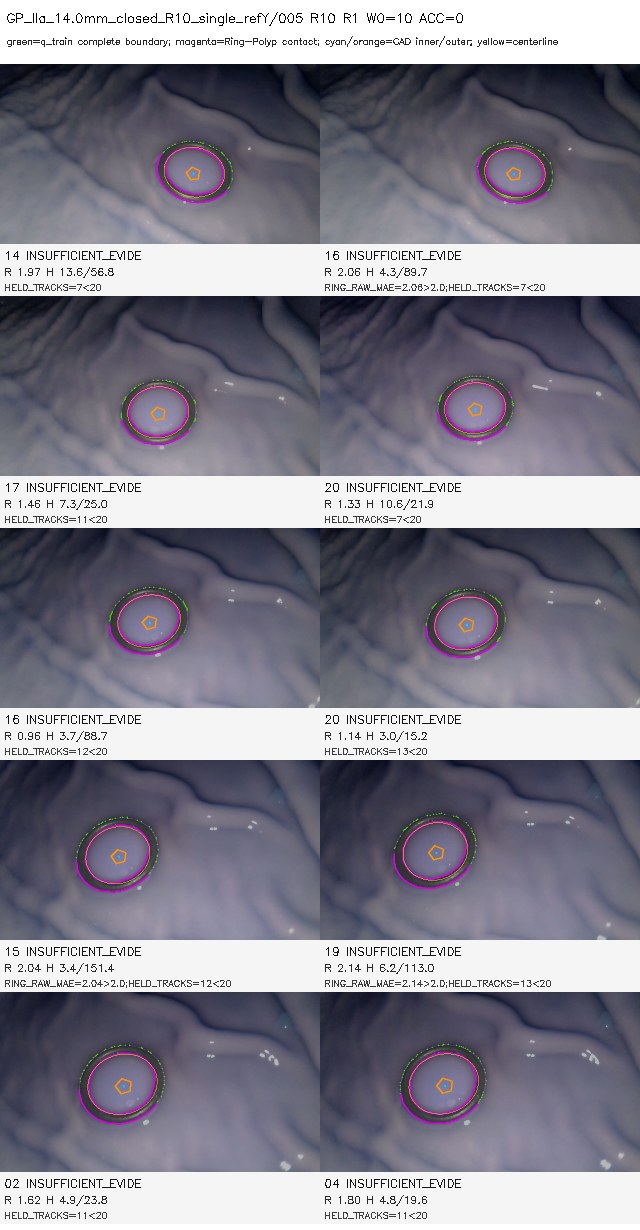 GP_IIa_14.0mm_closed_R10_single_refY/005 R10 R1 WO=10 ACC=0
green=q_train complete boundary; magenta=Ring-Polyp contact; cyan/orange=CAD inner/outer; yellow=centerline
14 INSUFFICIENT_EVIDE
R 1.97 H 13.6/56.8
HELD_TRACKS=7<20
16 INSUFFICIENT_EVIDE
R 2.06 H 4.3/89.7
RING_RAW_MAE=2.06>2.0;HELD_TRACKS=7<20
17 INSUFFICIENT_EVIDE
R 1.46 H 7.3/25.0
HELD_TRACKS=11<20
20 INSUFFICIENT_EVIDE
R 1.33 H 10.6/21.9
HELD_TRACKS=7<20
16 INSUFFICIENT_EVIDE
R 0.96 H 3.7/88.7
HELD_TRACKS=12<20
20 INSUFFICIENT_EVIDE
R 1.14 H 3.0/15.2
HELD_TRACKS=13<20
15 INSUFFICIENT_EVIDE
R 2.04 H 3.4/151.4
RING_RAW_MAE=2.04>2.0;HELD_TRACKS=12<20
19 INSUFFICIENT_EVIDE
R 2.14 H 6.2/113.0
RING_RAW_MAE=2.14>2.0;HELD_TRACKS=13<20
02 INSUFFICIENT_EVIDE
R 1.62 H 4.9/23.8
HELD_TRACKS=11<20
04 INSUFFICIENT_EVIDE
R 1.80 H 4.8/19.6
HELD_TRACKS=11<20